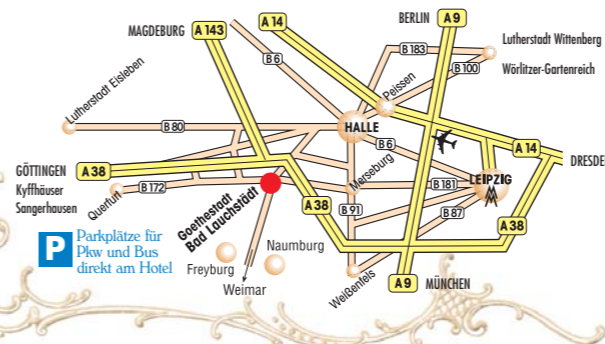 BERLIN
A 9
A 14
MAGDEBURG
A 143
B 183
Lutherstadt Wittenberg
B 6
B 100
Wörlitzer-Gartenreich
Peissen
Lutherstadt Eisleben
B 80
HALLE
B 6
A 14
DRESDE
GÖTTINGEN
A 38
Kyffhäuser
Sangerhausen
Querfurt
B 172
Merseburg
B 181
LEIPZIG
Goethestadt
Bad Lauchstädt
A 38
B 91
B 87
A 38
P
Parkplätze für
Pkw und Bus
direkt am Hotel
Freyburg
Naumburg
Weimar
Weißenfels
A 9
MÜNCHEN